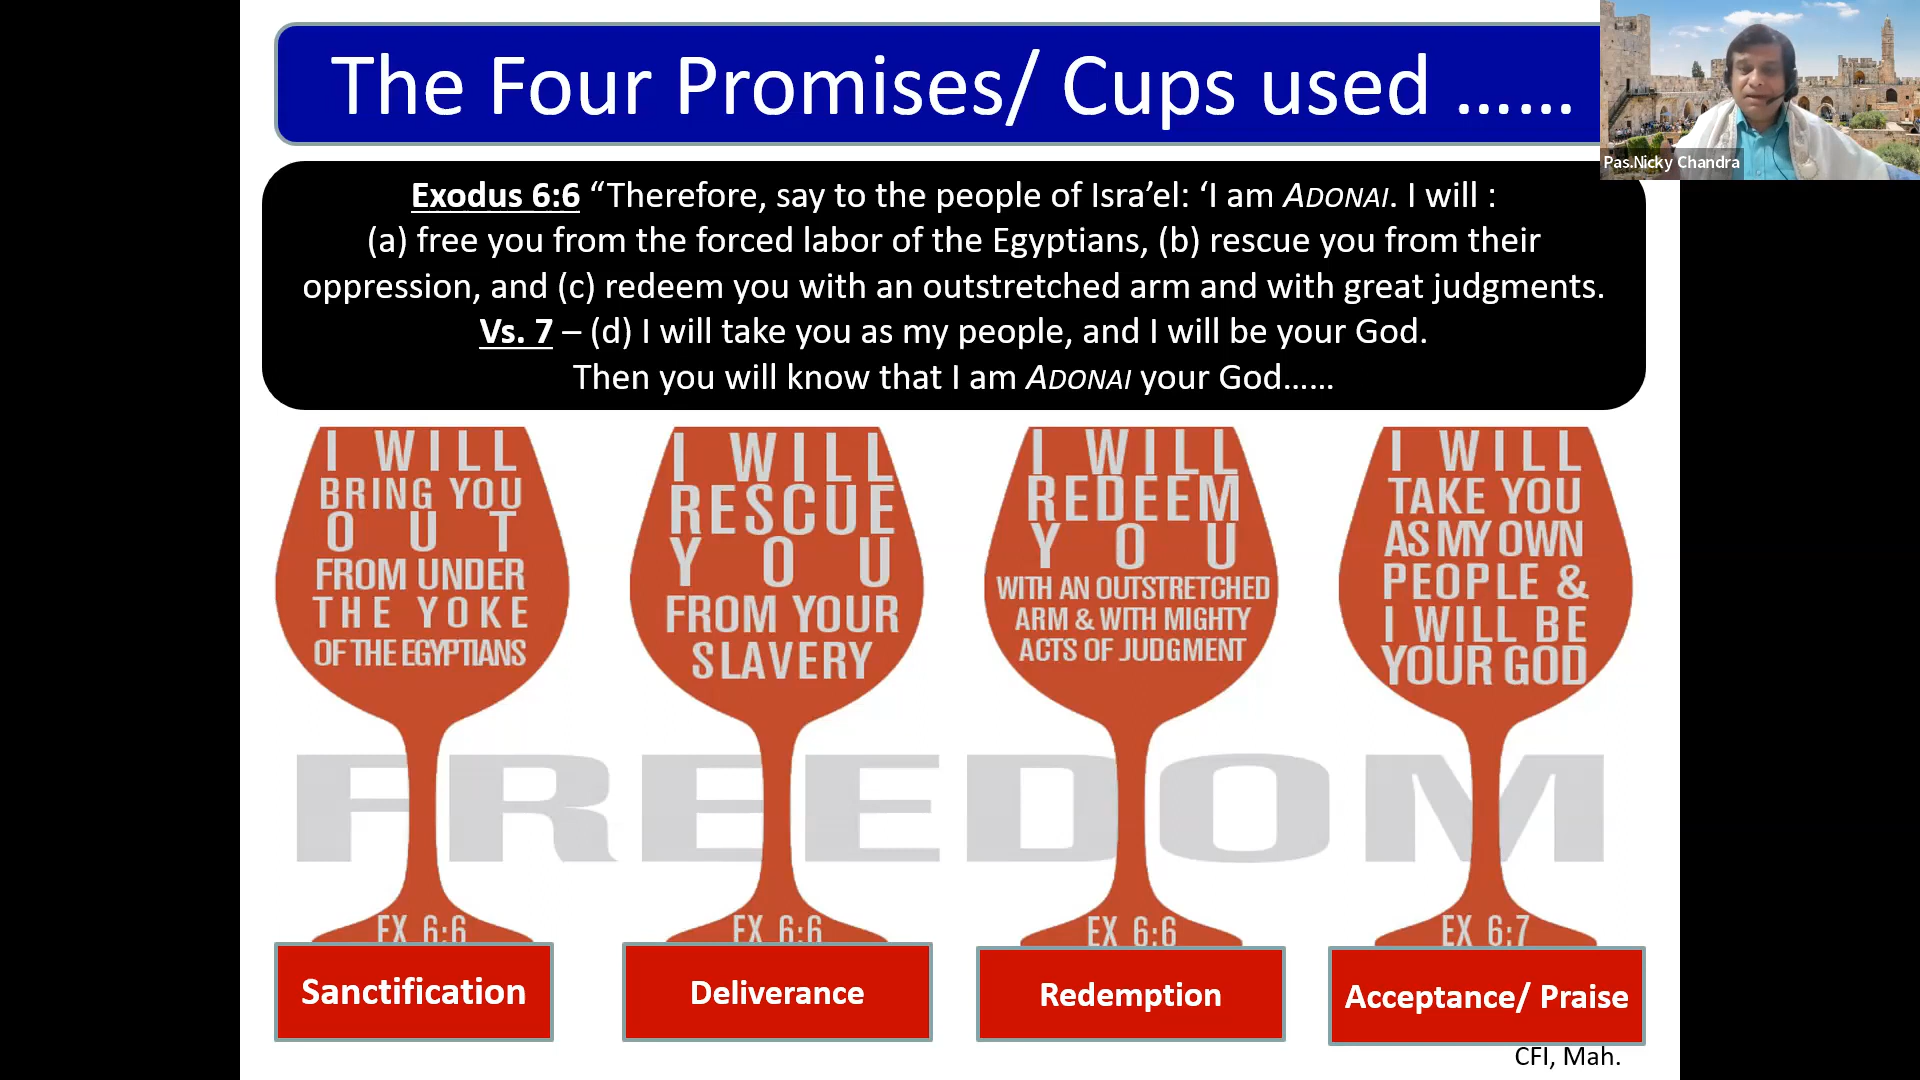 The Four Promises/ Cups used ......
Pas.Nicky Chandra
Exodus 6:6 “Therefore, say to the people of Isra’el: ‘I am ADONAI. I will :
(a) free you from the forced labor of the Egyptians, (b) rescue you from their
oppression, and (c) redeem you with an outstretched arm and with great judgments.
Vs. 7 – (d) I will take you as my people, and I will be your God.
Then you will know that I am ADONAI your God......
I WILL
BRING YOU
OUT
FROM UNDER
THE YOKE
OF THE EGYPTIANS
EX 6:6
Sanctification
I WILL
RESCUE
YOU
FROM YOUR
SLAVERY
EX 6:6
Deliverance
I WILL
REDEEM
YOU
WITH AN OUTSTRETCHED
ARM & WITH MIGHTY
ACTS OF JUDGMENT
EX 6:6
Redemption
I WILL
TAKE YOU
AS MY OWN
PEOPLE &
I WILL BE
YOUR GOD
EX 6:7
Acceptance/ Praise
FREEDOM
CFI, Mah.